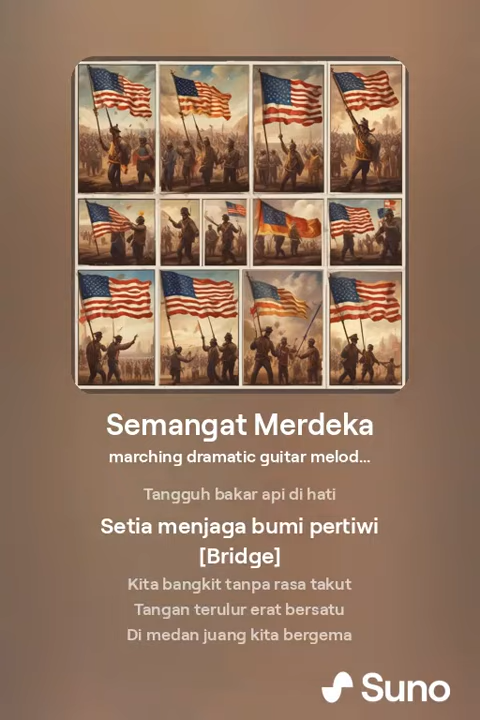 Semangat Merdeka
marching dramatic guitar melod...
Tangguh bakar api di hati
Setia menjaga bumi pertiwi
[Bridge]
Kita bangkit tanpa rasa takut
Tangan terulur erat bersatu
Di medan juang kita bergema
Suno